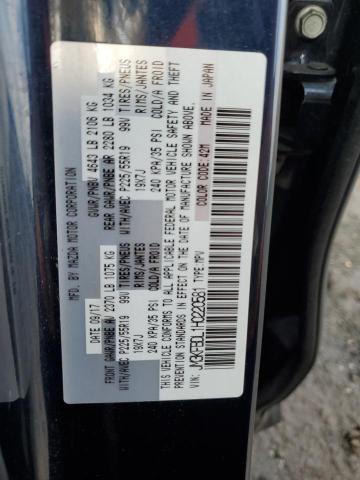 MFD. BY MAZDA MOTOR CORPORATION
DATE 09/17 GVWR/PNBV 4643 LB 2106 KG
FRONT GAWR/PNBE AV 2370 LB 1075 KG REAR GAWR/PNBE AR 2280 LB 1034 KG
WITH/AVEC P225/55R19 99V TIRES/PNEUS WITH/AVEC P225/55R19 99V TIRES/PNEUS
19X7J RIMS/JANTES 19X7J RIMS/JANTES
240 KPA/35 PSI COLD/A FROID 240 KPA/35 PSI COLD/A FROID
THIS VEHICLE CONFORMS TO ALL APPLICABLE FEDERAL MOTOR VEHICLE SAFETY AND THEFT
PREVENTION STANDARDS IN EFFECT ON THE DATE OF MANUFACTURE SHOWN ABOVE.
VIN: JM3KFBDL1H0220581 TYPE: MPV COLOR CODE: 42M MADE IN JAPAN